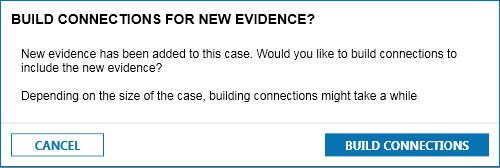 BUILD CONNECTIONS FOR NEW EVIDENCE?
New evidence has been added to this case. Would you like to build connections to
include the new evidence?
Depending on the size of the case, building connections might take a while
CANCEL
BUILD CONNECTIONS